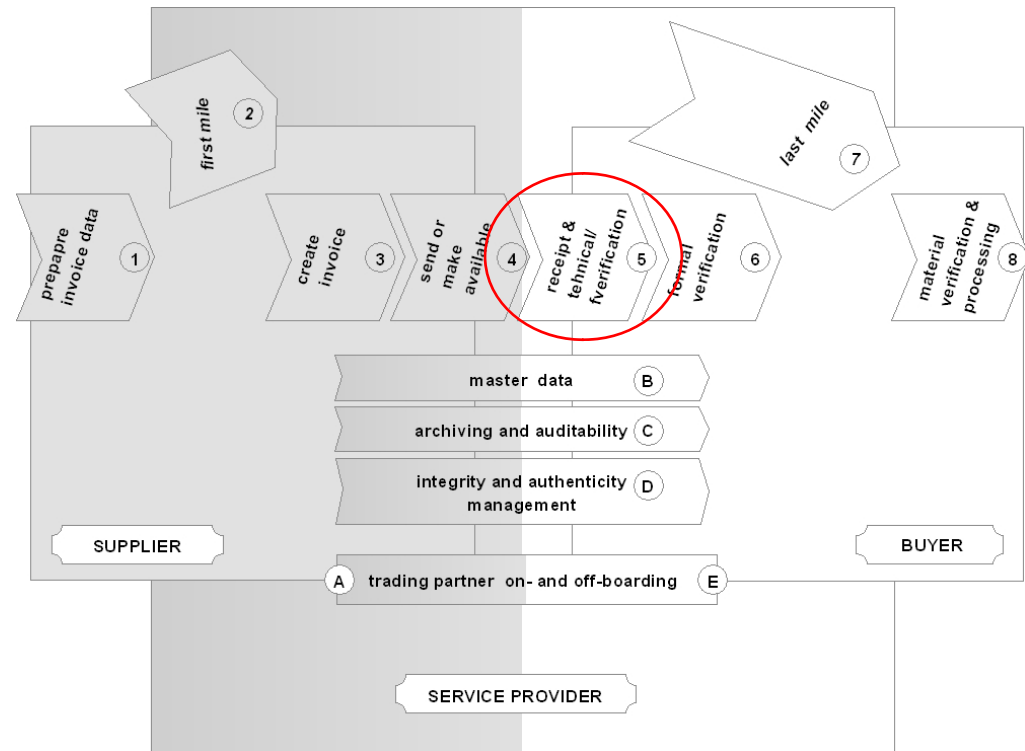 first mile
2
last mile
7
prepapre
invoice data
1
create
invoice
3
send or
make
available
4
receipt &
tehnical/
fverification
5
formal
verification
6
material
verification &
processing
8
master data
B
archiving and auditability
C
integrity and authenticity
management
D
SUPPLIER
BUYER
A
trading partner on- and off-boarding
E
SERVICE PROVIDER